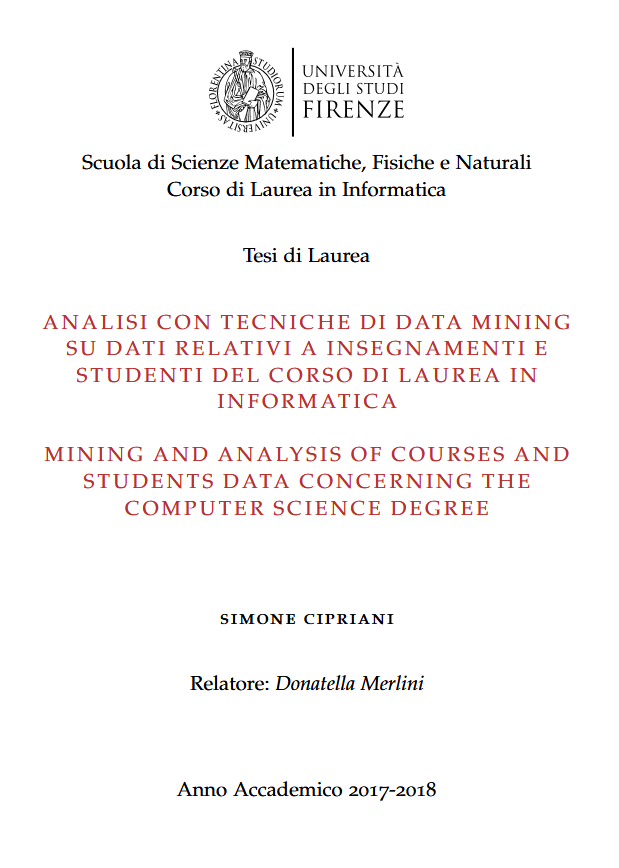 FLORENTINA STUDIORUM UNIVERSITAS
UNIVERSITÀ
DEGLI STUDI
FIRENZE
Scuola di Scienze Matematiche, Fisiche e Naturali
Corso di Laurea in Informatica
Tesi di Laurea
ANALISI CON TECNICHE DI DATA MINING
SU DATI RELATIVI A INSEGNAMENTI E
STUDENTI DEL CORSO DI LAUREA IN
INFORMATICA
MINING AND ANALYSIS OF COURSES AND
STUDENTS DATA CONCERNING THE
COMPUTER SCIENCE DEGREE
SIMONE CIPRIANI
Relatore: Donatella Merlini
Anno Accademico 2017-2018